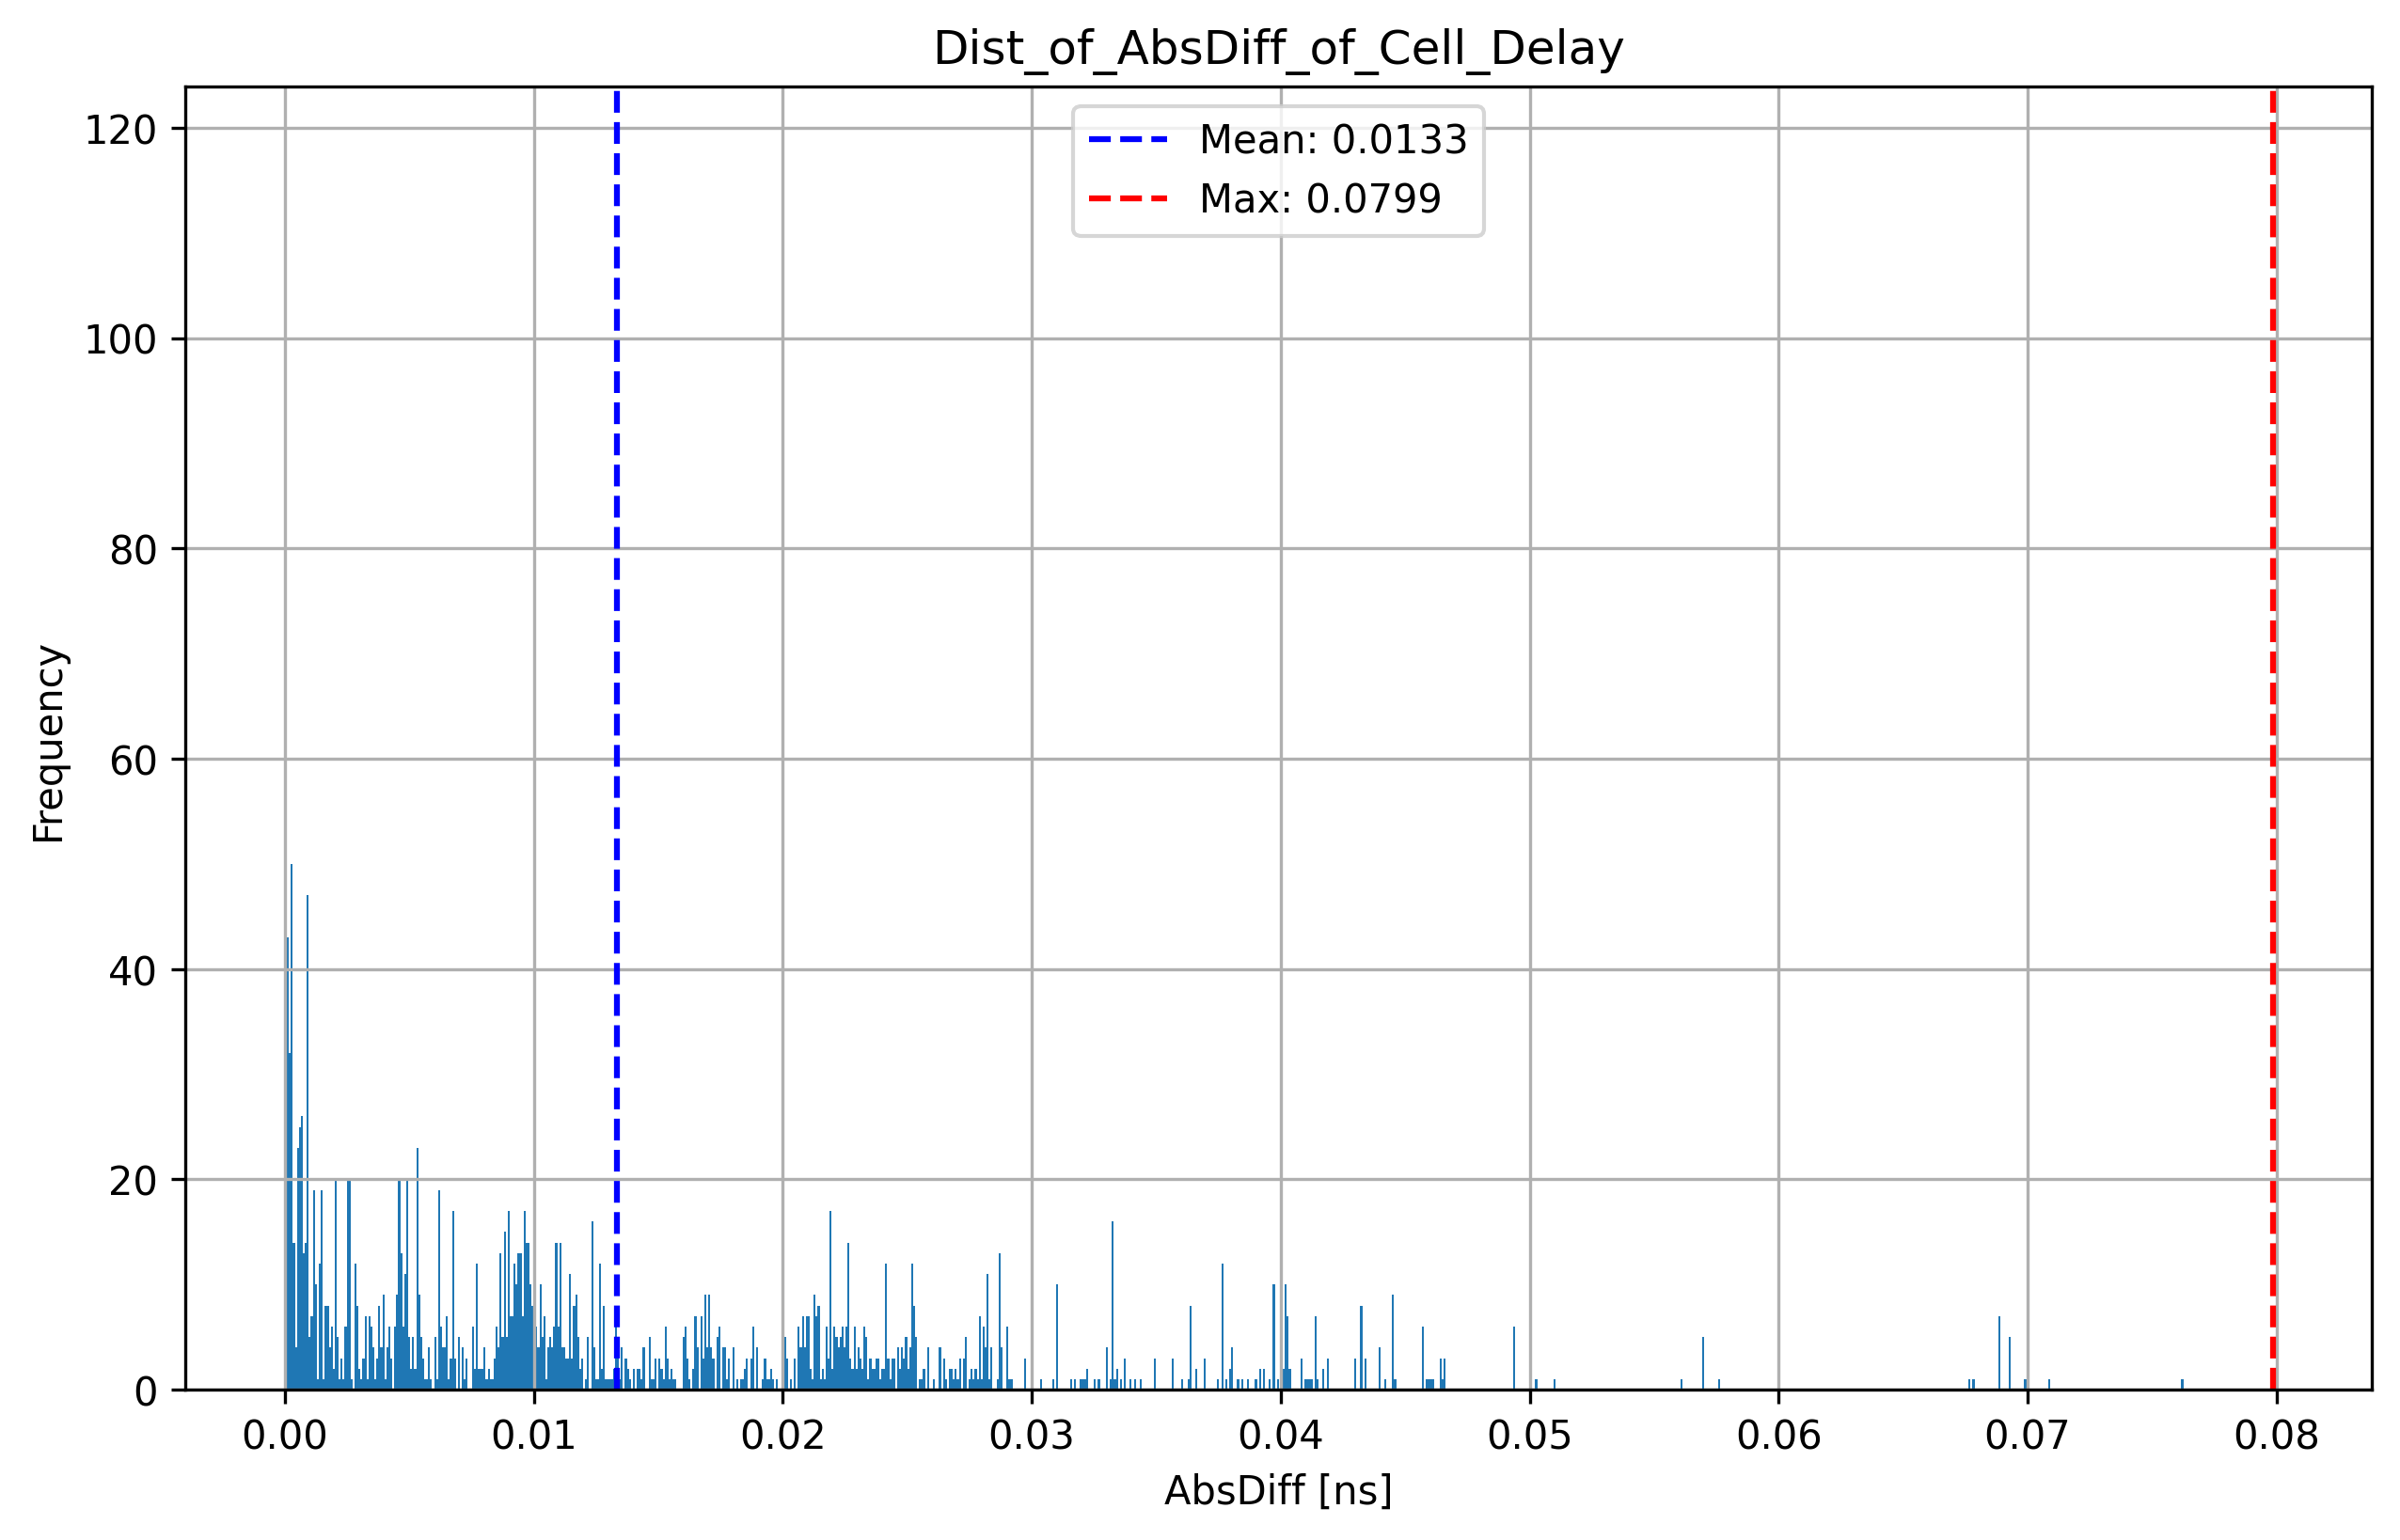 Dist_of_AbsDiff_of_Cell_Delay
Mean: 0.0133
Max: 0.0799
120
100
80
60
40
20
0
Frequency
0.00 0.01 0.02 0.03 0.04 0.05 0.06 0.07 0.08
AbsDiff [ns]